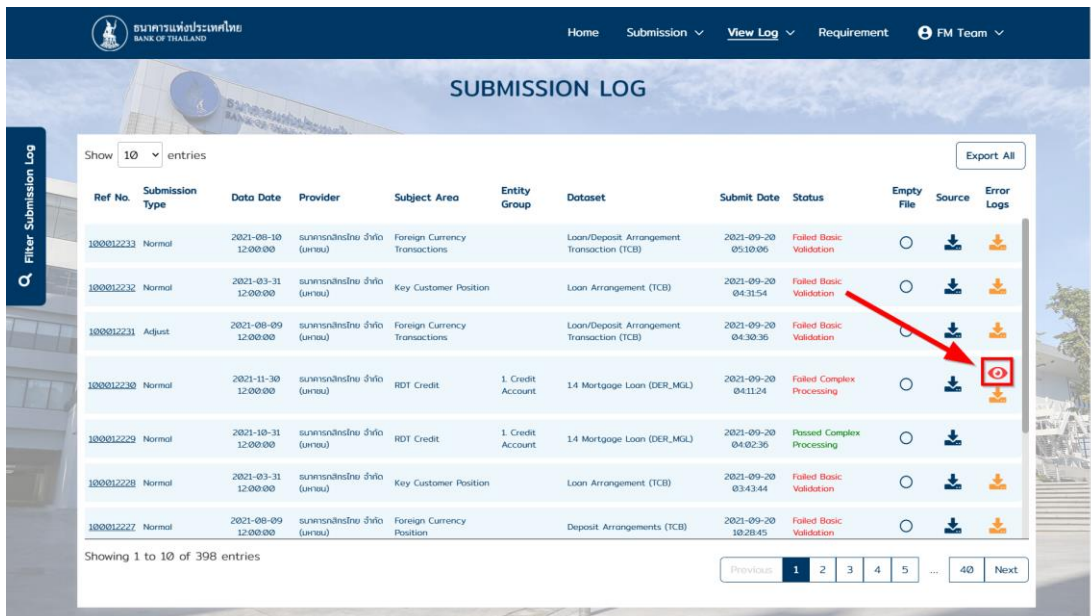 ธนาคารแห่งประเทศไทย
BANK OF THAILAND
Home Submission View Log Requirement FM Team
SUBMISSION LOG
Filter Submission Log
Show 10 entries
Export All
Ref No. Submission Type Data Date Provider Subject Area Entity Group Dataset Submit Date Status Empty File Source Error Logs
100012233 Normal 2021-08-10 12:00:00 ธนาคารกสิกรไทย จำกัด (มหาชน) Foreign Currency Transactions Loan/Deposit Arrangement Transaction (TCB) 2021-09-20 05:10:06 Failed Basic Validation
100012232 Normal 2021-03-31 12:00:00 ธนาคารกสิกรไทย จำกัด (มหาชน) Key Customer Position Loan Arrangement (TCB) 2021-09-20 04:31:54 Failed Basic Validation
100012231 Adjust 2021-08-09 12:00:00 ธนาคารกสิกรไทย จำกัด (มหาชน) Foreign Currency Transactions Loan/Deposit Arrangement Transaction (TCB) 2021-09-20 04:30:36 Failed Basic Validation
100012230 Normal 2021-11-30 12:00:00 ธนาคารกสิกรไทย จำกัด (มหาชน) RDT Credit 1. Credit Account 1.4 Mortgage Loan (DER_MGL) 2021-09-20 04:11:24 Failed Complex Processing
100012229 Normal 2021-10-31 12:00:00 ธนาคารกสิกรไทย จำกัด (มหาชน) RDT Credit 1. Credit Account 1.4 Mortgage Loan (DER_MGL) 2021-09-20 04:02:36 Passed Complex Processing
100012228 Normal 2021-03-31 12:00:00 ธนาคารกสิกรไทย จำกัด (มหาชน) Key Customer Position Loan Arrangement (TCB) 2021-09-20 03:43:44 Failed Basic Validation
100012227 Normal 2021-08-09 12:00:00 ธนาคารกสิกรไทย จำกัด (มหาชน) Foreign Currency Position Deposit Arrangements (TCB) 2021-09-20 10:28:45 Failed Basic Validation
Showing 1 to 10 of 398 entries
Previous 1 2 3 4 5 ... 40 Next